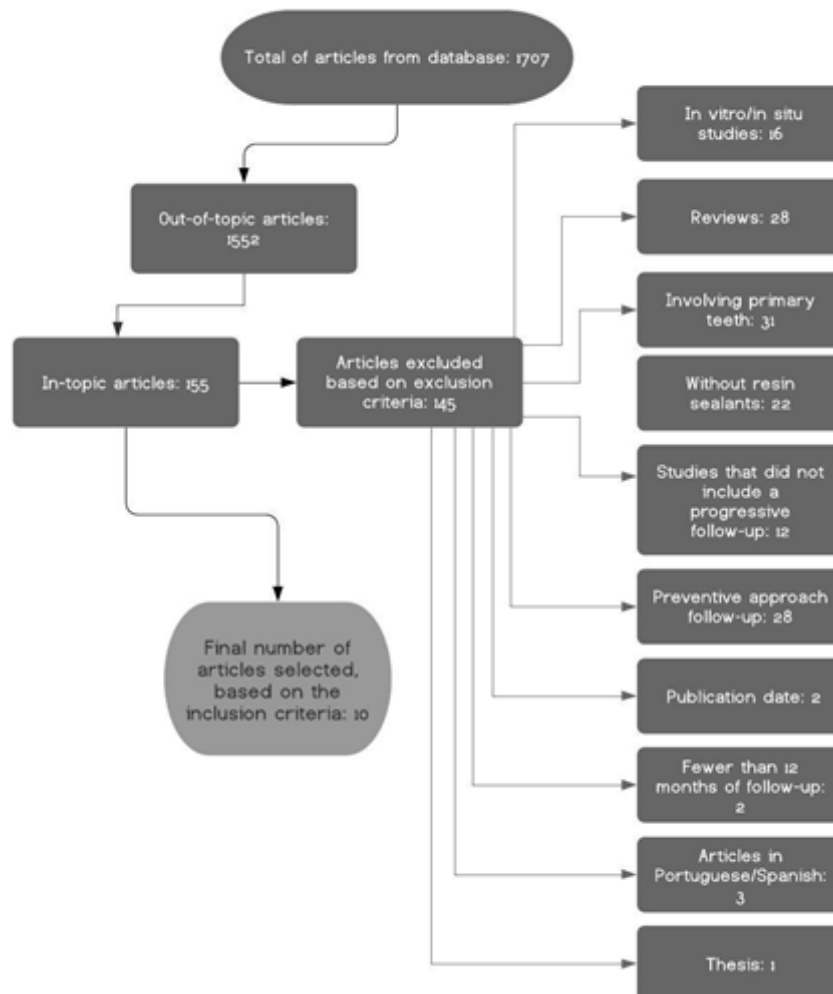 Total of articles from database: 1707
Out-of-topic articles:
1552
In-topic articles: 155
Articles excluded
based on exclusion
criteria: 145
Final number of
articles selected,
based on the
inclusion criteria: 10
In vitro/in situ
studies: 16
Reviews: 28
Involving primary
teeth: 31
Without resin
sealants: 22
Studies that did not
include a
progressive
follow-up: 12
Preventive approach
follow-up: 28
Publication date: 2
Fewer than 12
months of follow-up:
2
Articles in
Portuguese/Spanish:
3
Thesis: 1